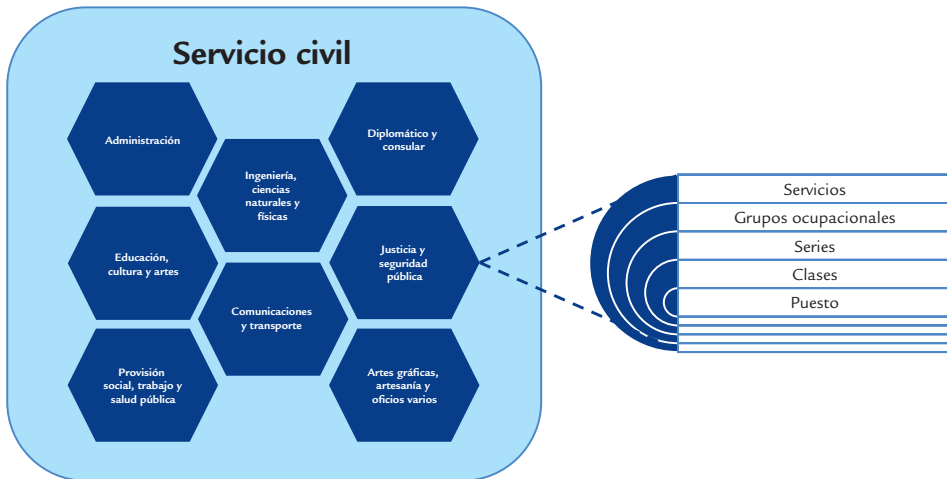 Servicio civil
Administración
Diplomático y
consular
Ingeniería,
ciencias
naturales y
físicas
Educación,
cultura y artes
Justicia y
seguridad
pública
Comunicaciones
y transporte
Provisión
social, trabajo y
salud pública
Artes gráficas,
artesanía y
oficios varios
Servicios
Grupos ocupacionales
Series
Clases
Puesto